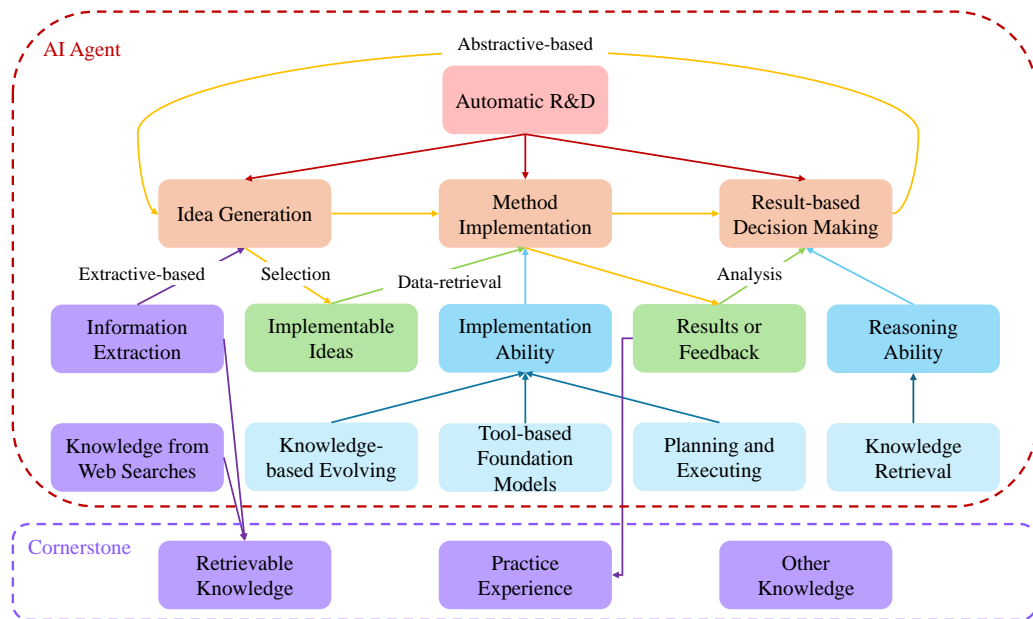 Abstractive-based
AI Agent
Automatic R&D
Idea Generation
Method
Implementation
Result-based
Decision Making
Extractive-based
Selection
Data-retrieval
Analysis
Information
Extraction
Implementable
Ideas
Implementation
Ability
Results or
Feedback
Reasoning
Ability
Knowledge from
Web Searches
Knowledge-
based Evolving
Tool-based
Foundation
Models
Planning and
Executing
Knowledge
Retrieval
Cornerstone
Retrievable
Knowledge
Practice
Experience
Other
Knowledge